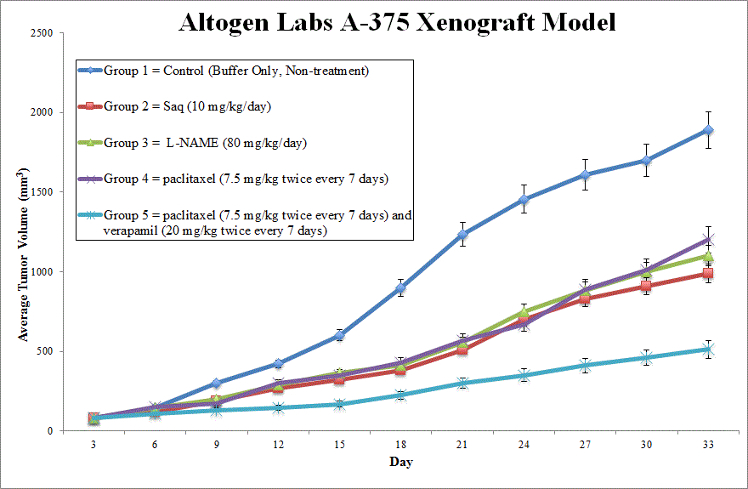 Altogen Labs A-375 Xenograft Model
2500
2000
1500
1000
500
0
Average Tumor Volume (mm³)
Group 1 = Control (Buffer Only, Non-treatment)
Group 2 = Saq (10 mg/kg/day)
Group 3 =  L-NAME (80 mg/kg/day)
Group 4 = paclitaxel (7.5 mg/kg twice every 7 days)
Group 5 = paclitaxel (7.5 mg/kg twice every 7 days) and
verapamil (20 mg/kg twice every 7 days)
3 6 9 12 15 18 21 24 27 30 33
Day